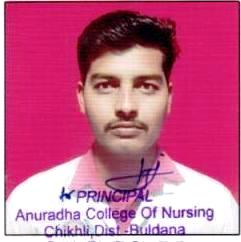 PRINCIPAL
Anuradha College Of Nursing
Chikhli,Dist -Buldana